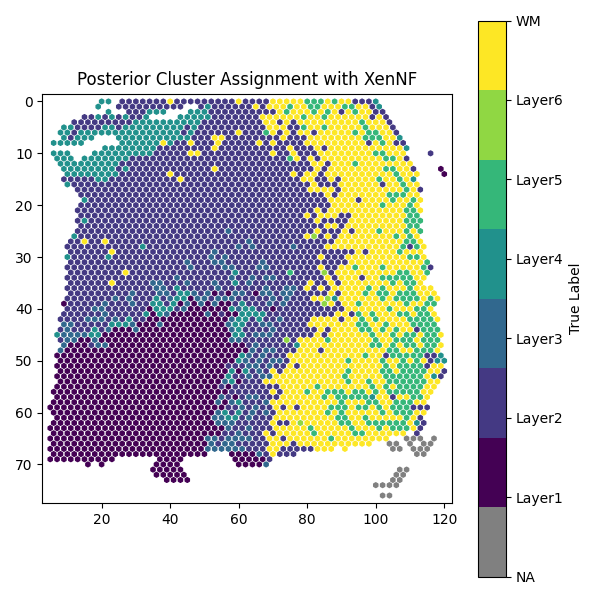 Posterior Cluster Assignment with XenNF
0
10
20
30
40
50
60
70
20
40
60
80
100
120
WM
Layer6
Layer5
Layer4
Layer3
Layer2
Layer1
NA
True Label